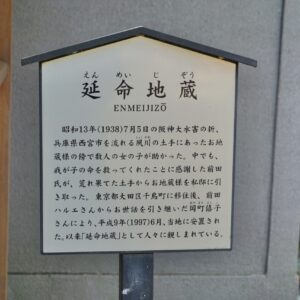 えん めい じ ぞう
延命地蔵
ENMEIJIZŌ
昭和13年(1938)7月5日の阪神大水害の折、
兵庫県西宮市を流れる夙川の土手にあったお地
蔵様の傍で数人の女の子が助かった。中でも、
我が子の命を救ってくれたことに感謝した前田
氏が、荒れ果てた土手からお地蔵様を私邸に引
き取った。東京都大田区千鳥町に移住後、前田
ハルエさんからお世話を引き継いだ岡町 子
さんにより、平成9年(1997)6月、当地に安置され
た。以来「延命地蔵」として人々に親しまれている。